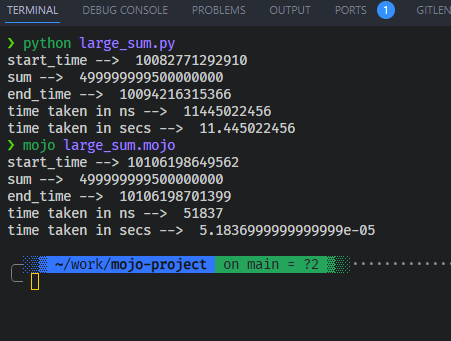 TERMINAL DEBUG CONSOLE PROBLEMS OUTPUT PORTS 1 GITLEN
❯ python large_sum.py
start_time --> 10082771292910
sum --> 499999999500000000
end_time --> 10094216315366
time taken in ns --> 11445022456
time taken in secs --> 11.445022456
❯ mojo large_sum.mojo
start_time --> 10106198649562
sum --> 499999999500000000
end_time --> 10106198701399
time taken in ns --> 51837
time taken in secs --> 5.1836999999999999e-05
~/work/mojo-project on main = ?2